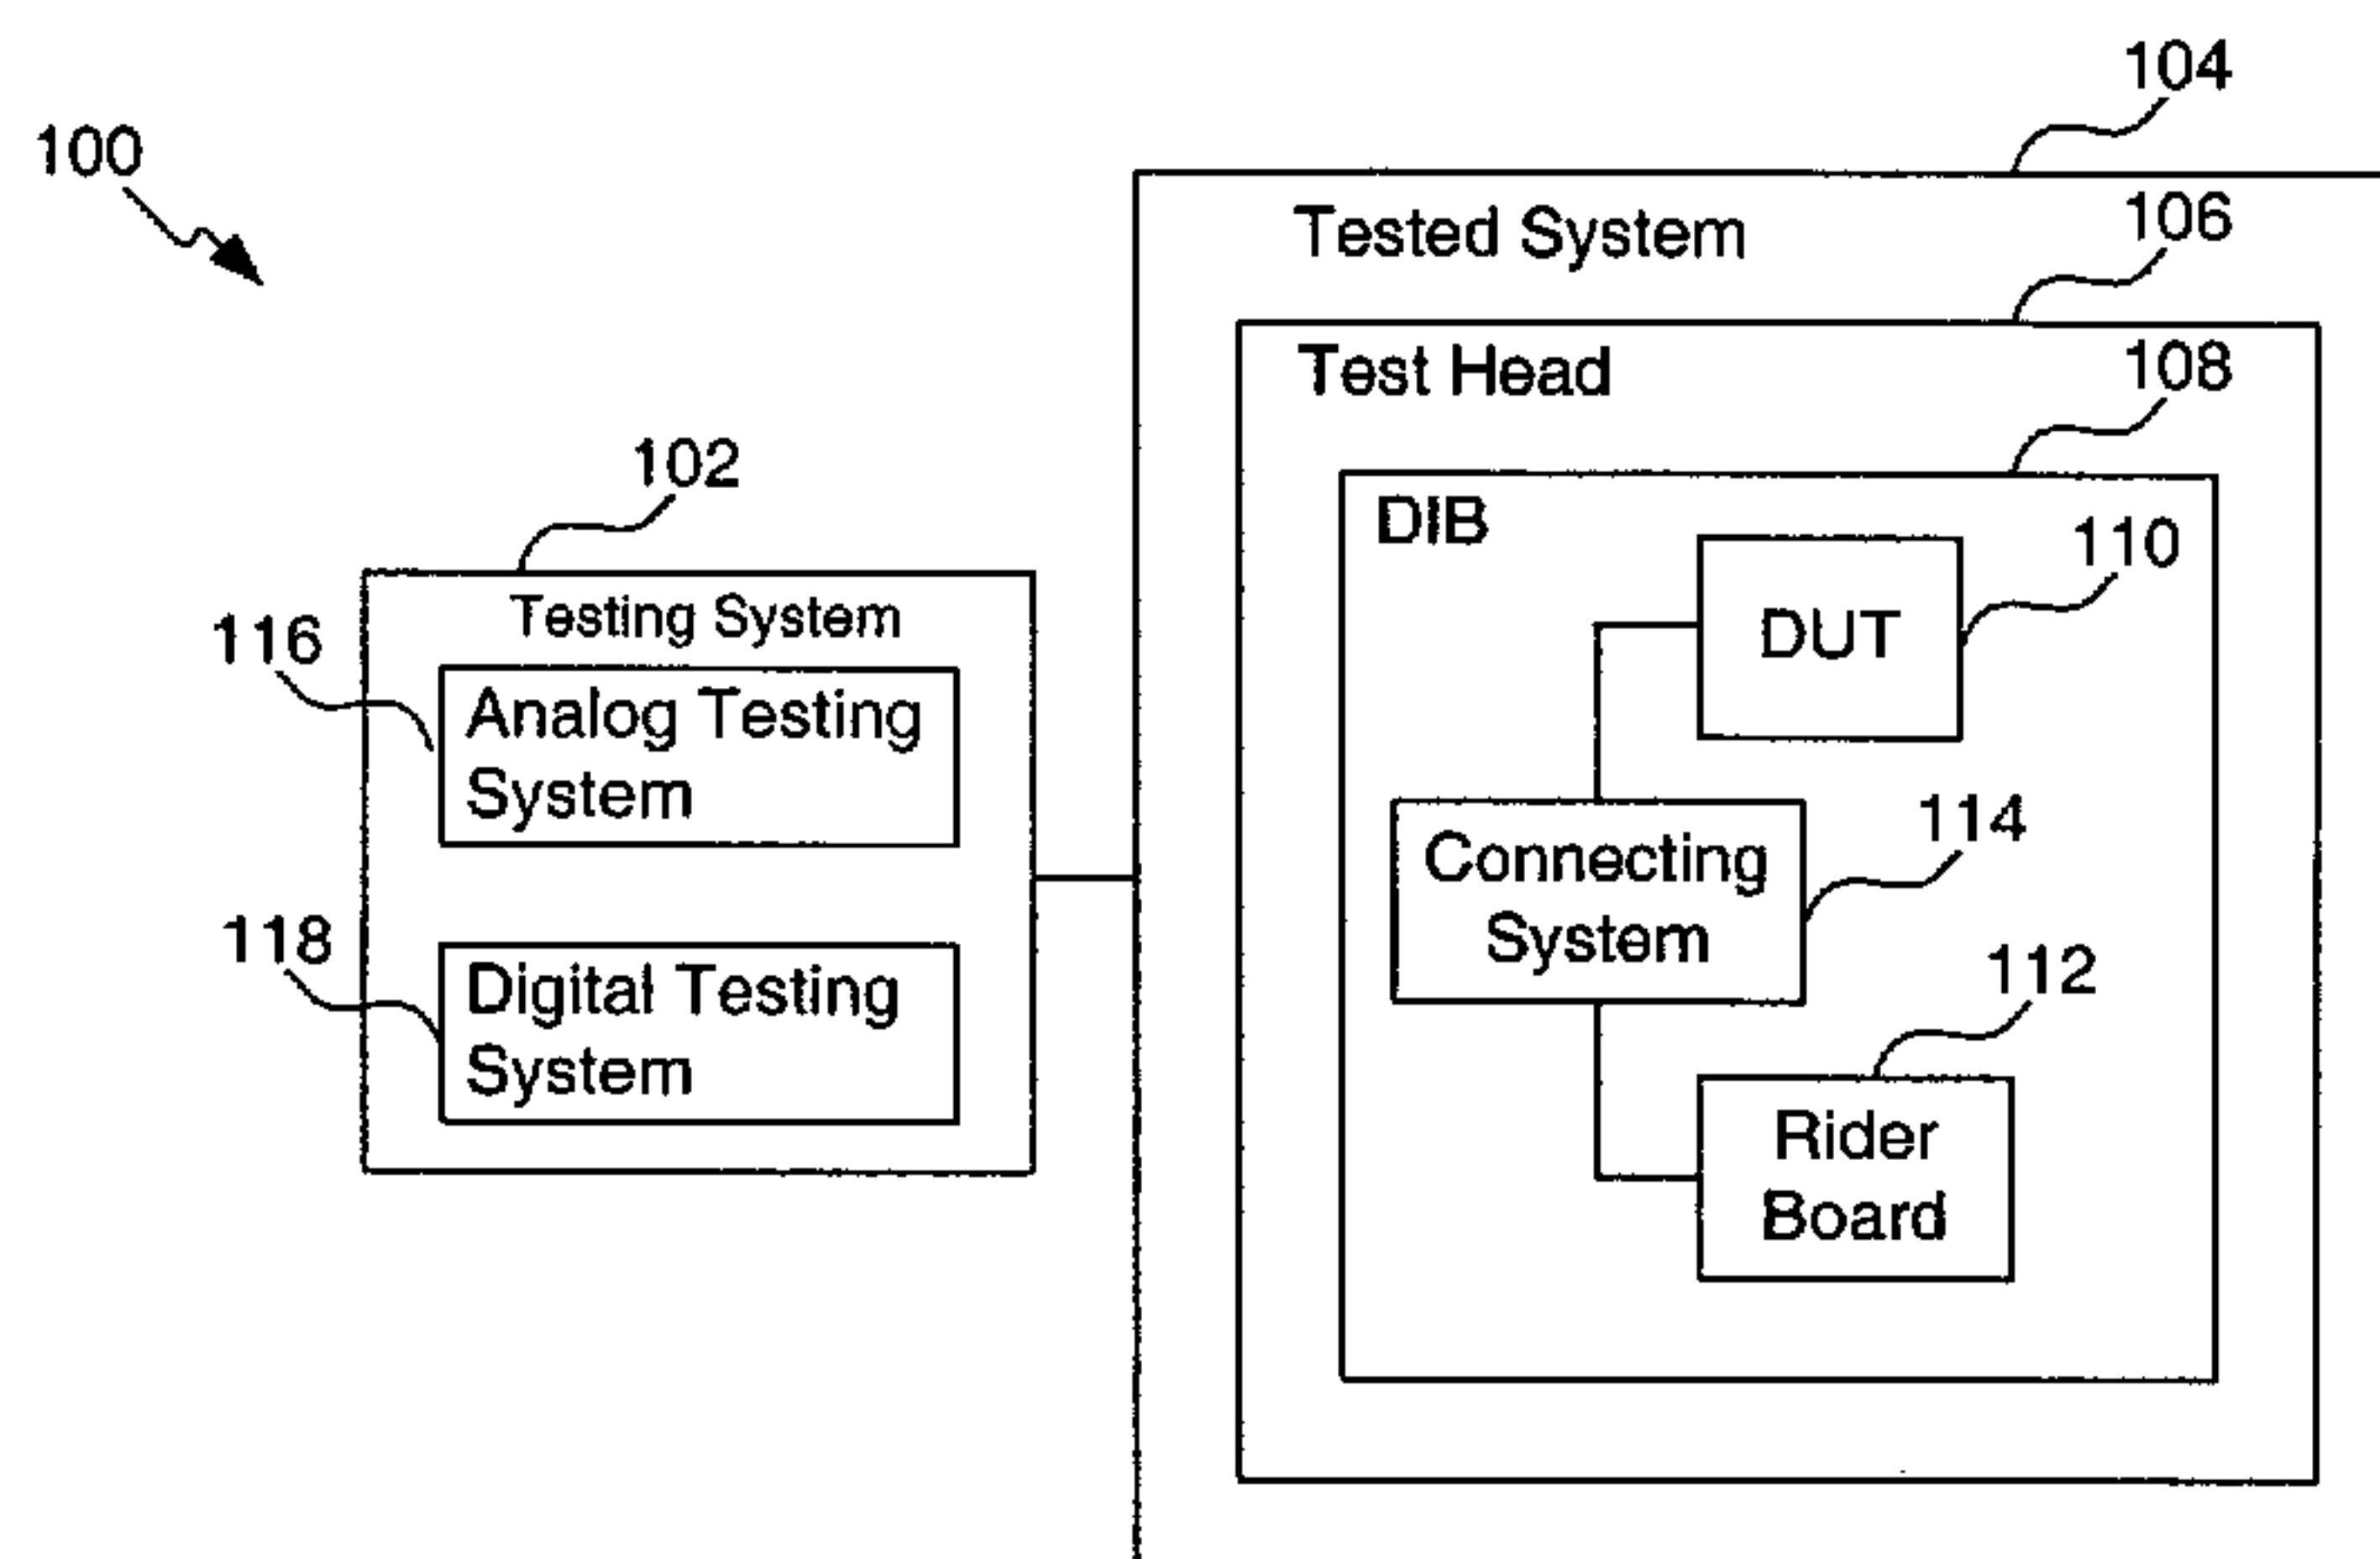 104
100
Tested System
106
Test Head
108
102
DIB
110
Testing System
DUT
116
Analog Testing
System
114
Connecting
System
118
Digital Testing
System
112
Rider
Board